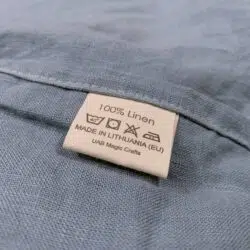 100% Linen
MADE IN LITHUANIA (EU)
UAB Magic Crafts